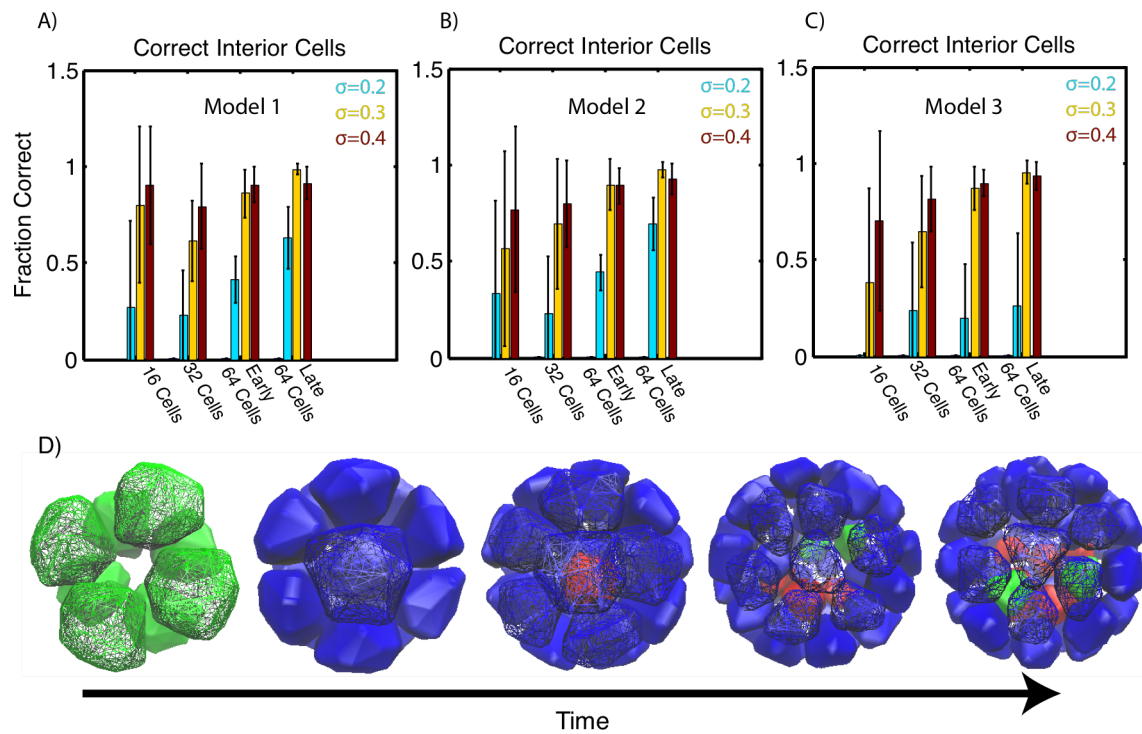 A)
Correct Interior Cells
1.5
1
0.5
0
Fraction Correct
Model 1
σ=0.2
σ=0.3
σ=0.4
16 Cells
32 Cells
Early
64 Cells
Late
64 Cells
B)
Correct Interior Cells
1.5
1
0.5
0
Model 2
σ=0.2
σ=0.3
σ=0.4
16 Cells
32 Cells
Early
64 Cells
Late
64 Cells
C)
Correct Interior Cells
1.5
1
0.5
0
Model 3
σ=0.2
σ=0.3
σ=0.4
16 Cells
32 Cells
Early
64 Cells
Late
64 Cells
D)
Time